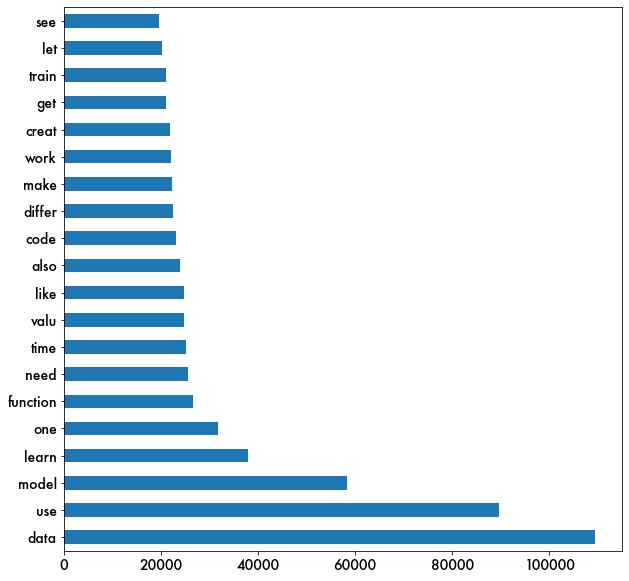 see
let
train
get
creat
work
make
differ
code
also
like
valu
time
need
function
one
learn
model
use
data
0 20000 40000 60000 80000 100000